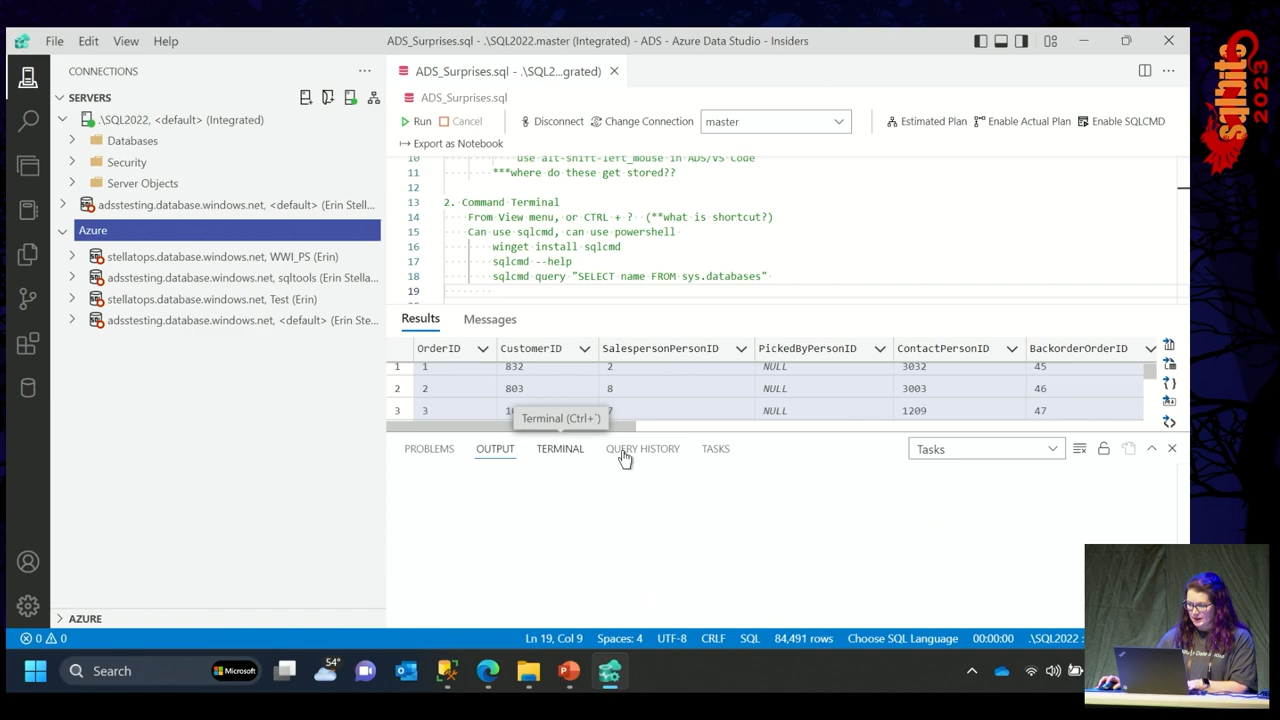 File Edit View Help
ADS_Surprises.sql - .\SQL2022.master (Integrated) - ADS - Azure Data Studio - Insiders
CONNECTIONS
SERVERS
.\SQL2022, <default> (Integrated)
Databases
Security
Server Objects
adsstesting.database.windows.net, <default> (Erin Stell...
Azure
stellatops.database.windows.net, WWI_PS (Erin)
adsstesting.database.windows.net, sqltools (Erin Stella...
stellatops.database.windows.net, Test (Erin)
adsstesting.database.windows.net, <default> (Erin Ste...
AZURE
ADS_Surprises.sql - .\SQL2...grated)
ADS_Surprises.sql
Run Cancel Disconnect Change Connection master Estimated Plan Enable Actual Plan Enable SQLCMD
Export as Notebook
10 use alt-shift-left_mouse in ADS/VS Code
11 ***where do these get stored??
12
13 2. Command Terminal
14 From View menu, or CTRL + ? (**what is shortcut?)
15 Can use sqlcmd, can use powershell
16 winget install sqlcmd
17 sqlcmd --help
18 sqlcmd query "SELECT name FROM sys.databases"
19
Results Messages
OrderID CustomerID SalespersonPersonID PickedByPersonID ContactPersonID BackorderOrderID
1 1 832 2 NULL 3032 45
2 2 803 8 NULL 3003 46
3 3 7 NULL 1209 47
Terminal (Ctrl+`)
PROBLEMS OUTPUT TERMINAL QUERY HISTORY TASKS Tasks
0 0 Ln 19, Col 9 Spaces: 4 UTF-8 CRLF SQL 84,491 rows Choose SQL Language 00:00:00 .\SQL2022 :
Search Microsoft 54°
sqlbits
2023